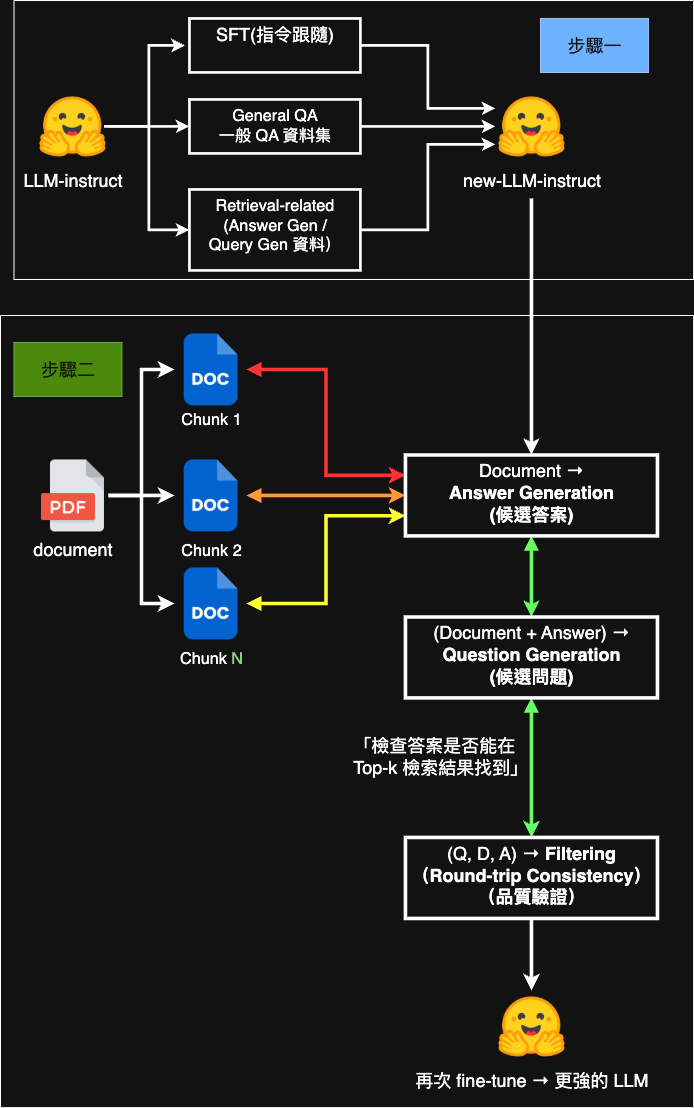 步驟一
SFT(指令跟隨)
General QA
一般 QA 資料集
Retrieval-related
(Answer Gen /
Query Gen 資料）
LLM-instruct
new-LLM-instruct
步驟二
DOC
Chunk 1
PDF
document
DOC
Chunk 2
DOC
Chunk N
Document →
Answer Generation
(候選答案)
(Document + Answer) →
Question Generation
(候選問題)
「檢查答案是否能在
Top-k 檢索結果找到」
(Q, D, A) → Filtering
（Round-trip Consistency）
（品質驗證）
再次 fine-tune → 更強的 LLM